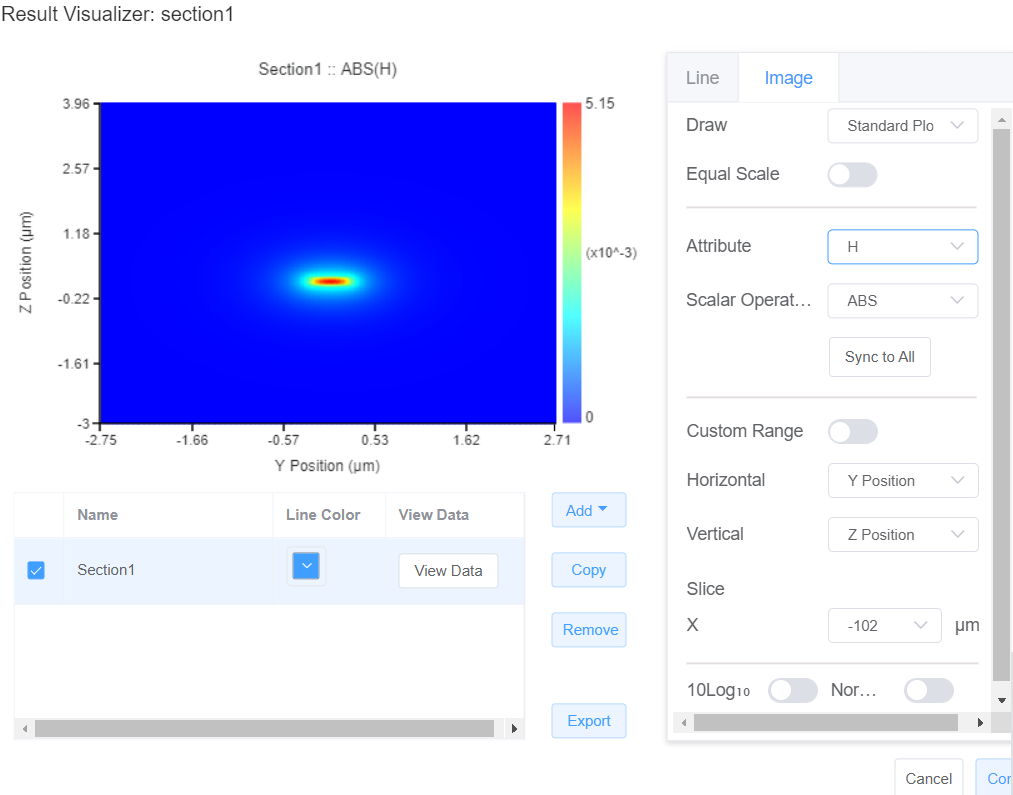 Result Visualizer: section1
Section1 :: ABS(H)
3.96
2.57
1.18
-0.22
-1.61
-3
Z Position (µm)
-2.75 -1.66 -0.57 0.53 1.62 2.71
Y Position (µm)
5.15
(x10^-3)
0
Name Line Color View Data
Section1 View Data
Add
Copy
Remove
Export
Line Image
Draw Standard Plo
Equal Scale
Attribute H
Scalar Operat... ABS
Sync to All
Custom Range
Horizontal Y Position
Vertical Z Position
Slice
X -102 µm
10Log₁₀ Nor...
Cancel Cor